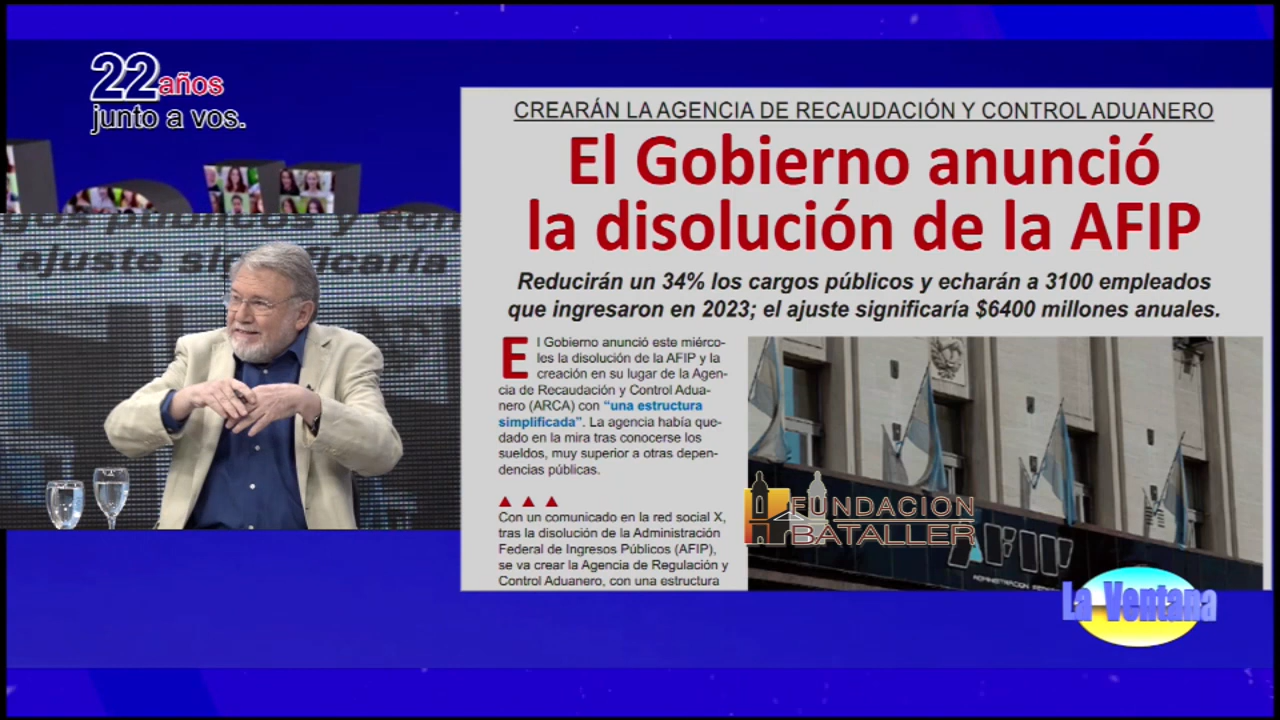 22 años
junto a vos.
gos públicos y
ajuste significaría
CREARÁN LA AGENCIA DE RECAUDACIÓN Y CONTROL ADUANERO
El Gobierno anunció
la disolución de la AFIP
Reducirán un 34% los cargos públicos y echarán a 3100 empleados
que ingresaron en 2023; el ajuste significaría $6400 millones anuales.
El Gobierno anunció este miérco-
les la disolución de la AFIP y la
creación en su lugar de la Agen-
cia de Recaudación y Control Adua-
nero (ARCA) con “una estructura
simplificada”. La agencia había que-
dado en la mira tras conocerse los
sueldos, muy superior a otras depen-
dencias públicas.
Con un comunicado en la red social X,
tras la disolución de la Administración
Federal de Ingresos Públicos (AFIP),
se va crear la Agencia de Regulación y
Control Aduanero, con una estructura
FUNDACION
BATALLER
AFIP
La Ventana